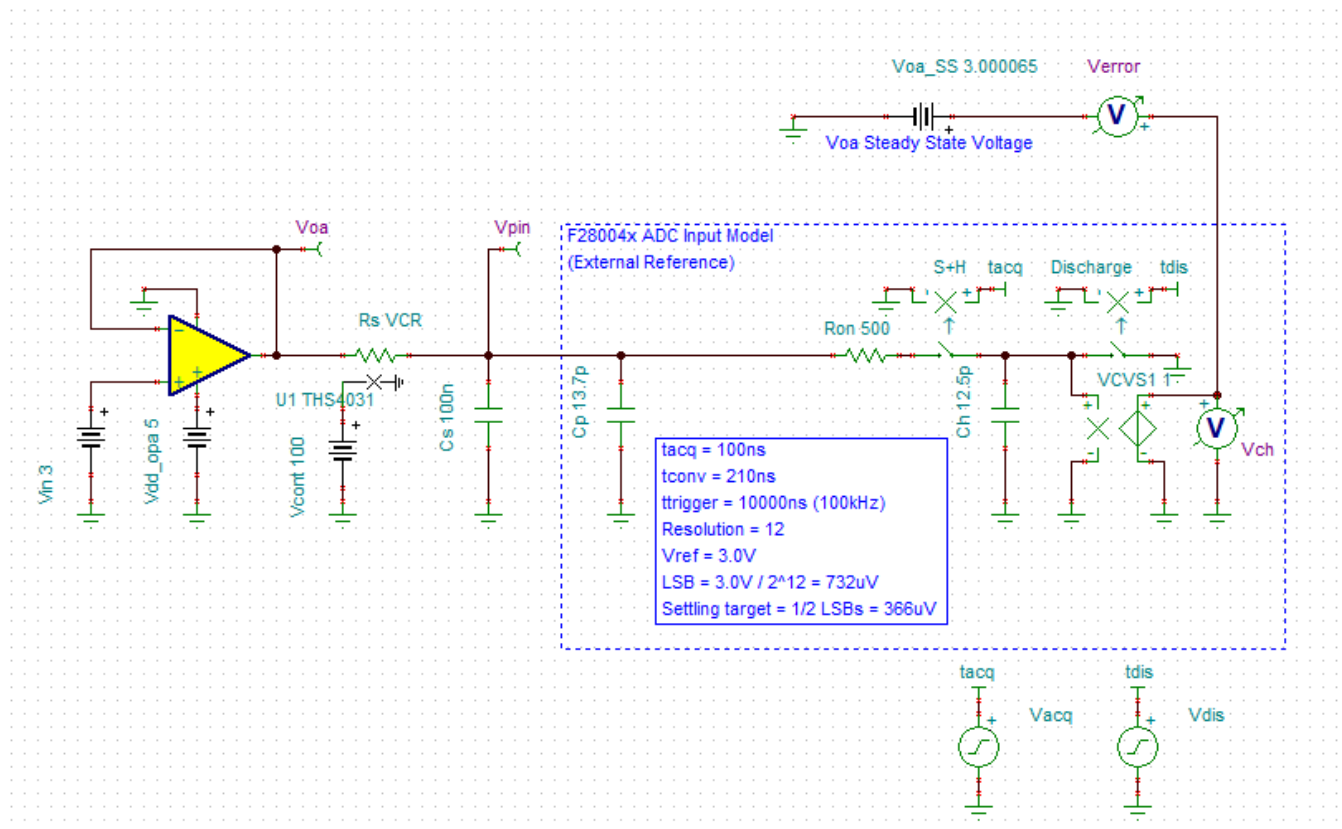 Voa_SS 3.000065
Verror
V
+
+
Voa Steady State Voltage
Voa
Vpin
F28004x ADC Input Model
(External Reference)
S+H
tacq
Discharge
tdis
Rs VCR
Ron 500
U1 THS4031
VCVS1 1
Vin 3
Vdd_opa 5
Vcont 100
Cs 100n
Cp 13.7p
Ch 12.5p
V
Vch
tacq = 100ns
tconv = 210ns
ttrigger = 10000ns (100kHz)
Resolution = 12
Vref = 3.0V
LSB = 3.0V / 2^12 = 732uV
Settling target = 1/2 LSBs = 366uV
tacq
tdis
Vacq
Vdis